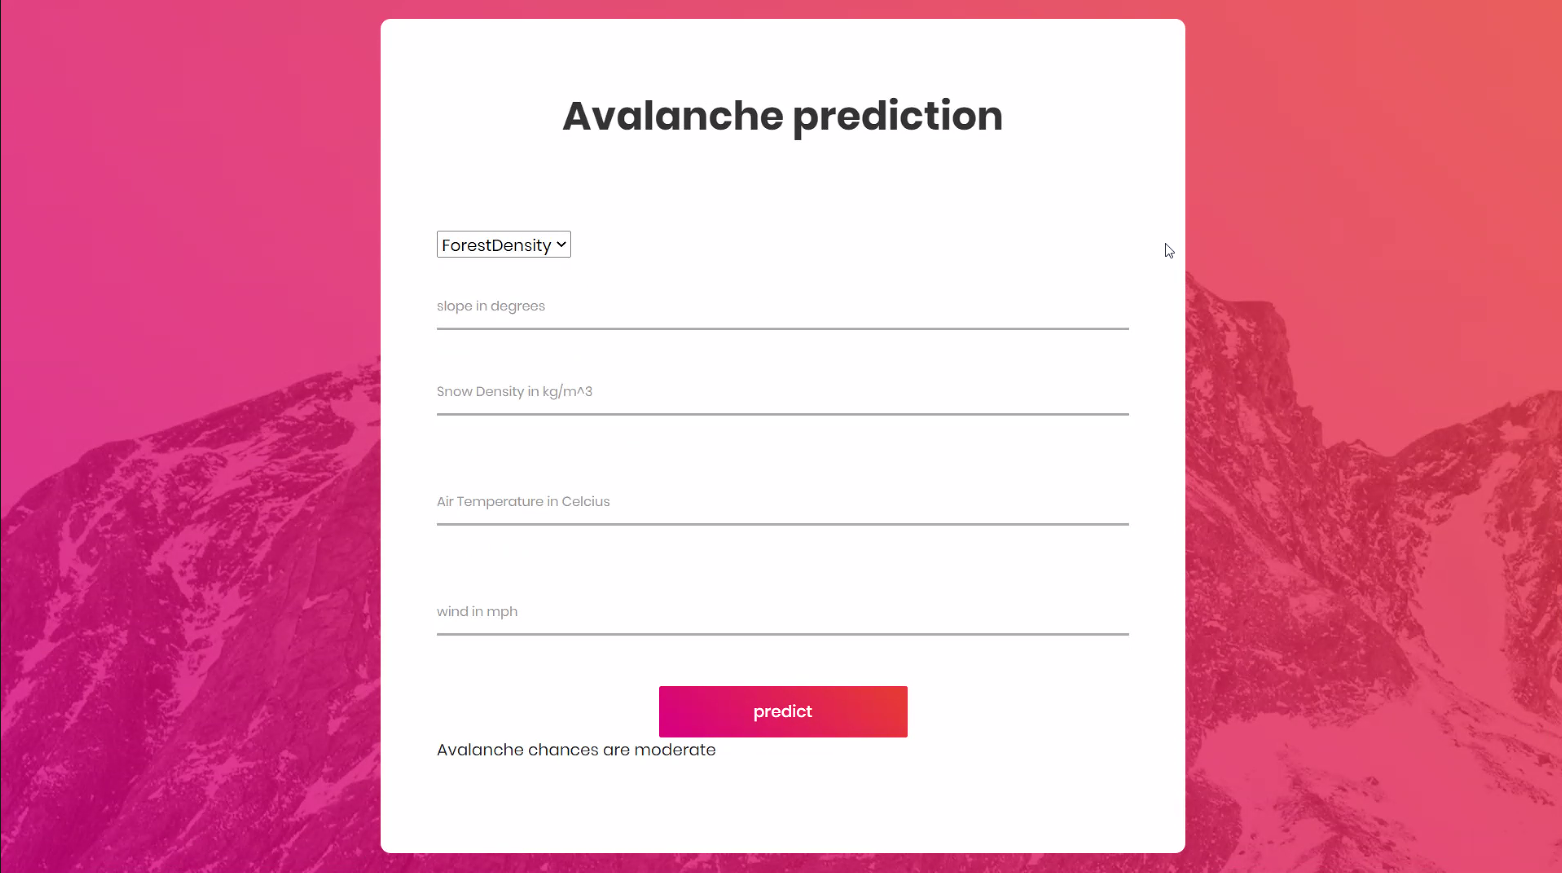 Avalanche prediction
ForestDensity
slope in degrees
Snow Density in kg/m^3
Air Temperature in Celcius
wind in mph
predict
Avalanche chances are moderate